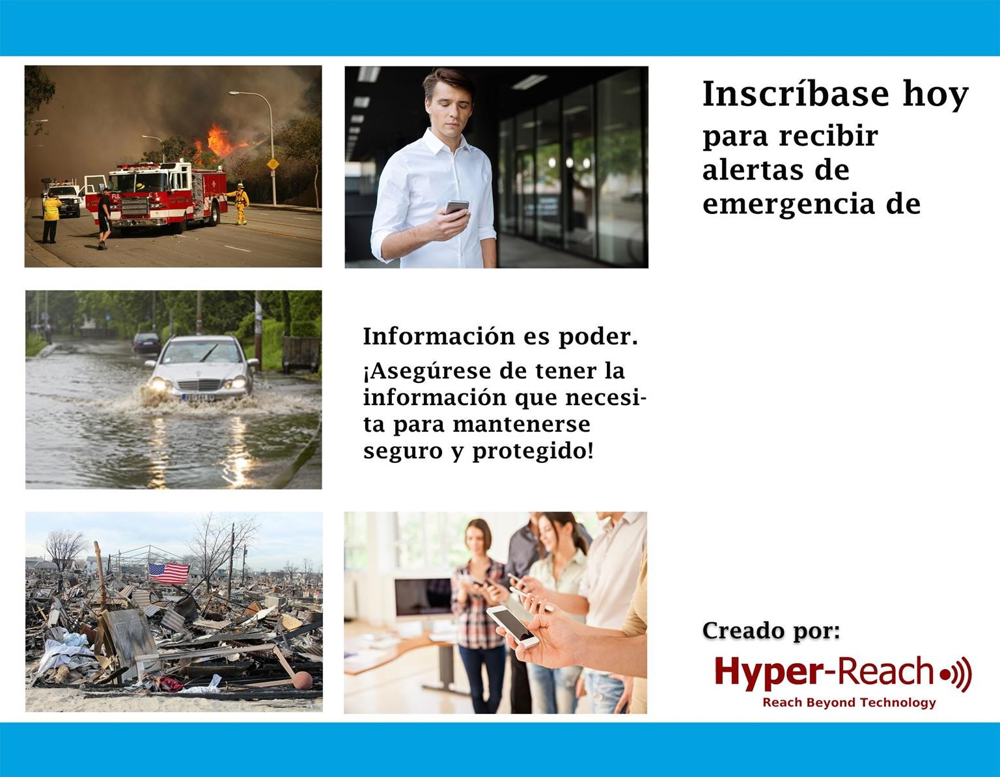 Inscríbase hoy
para recibir
alertas de
emergencia de
Información es poder.
¡Asegúrese de tener la
información que necesi-
ta para mantenerse
seguro y protegido!
Creado por:
Hyper-Reach
Reach Beyond Technology